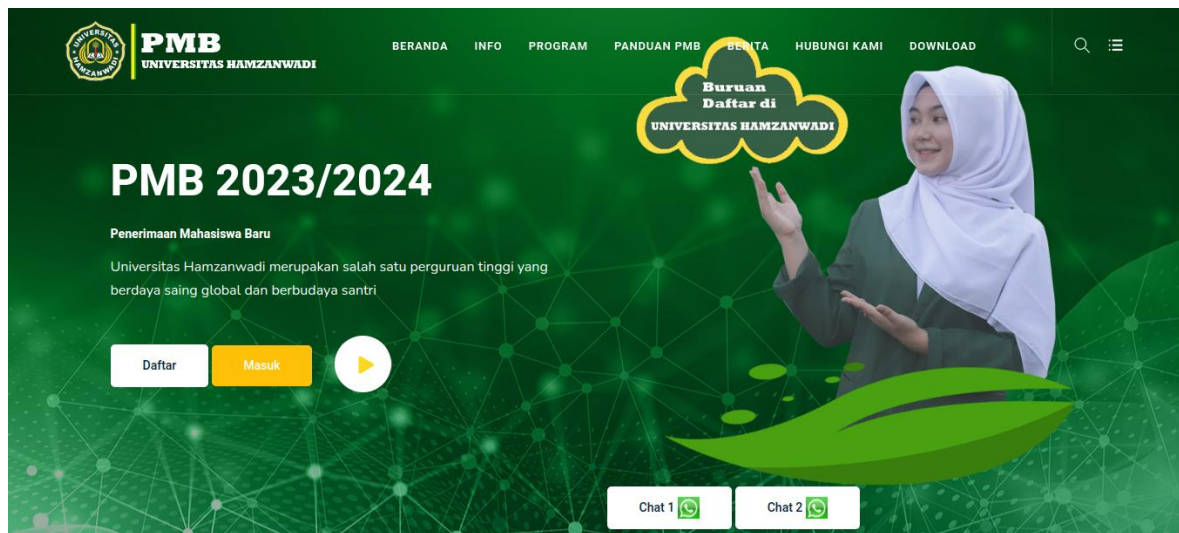 UNIVERSITAS
HAMZANWADI
PMB
UNIVERSITAS HAMZANWADI
BERANDA INFO PROGRAM PANDUAN PMB BERITA HUBUNGI KAMI DOWNLOAD
Buruan
Daftar di
UNIVERSITAS HAMZANWADI
PMB 2023/2024
Penerimaan Mahasiswa Baru
Universitas Hamzanwadi merupakan salah satu perguruan tinggi yang
berdaya saing global dan berbudaya santri
Daftar Masuk
Chat 1 Chat 2